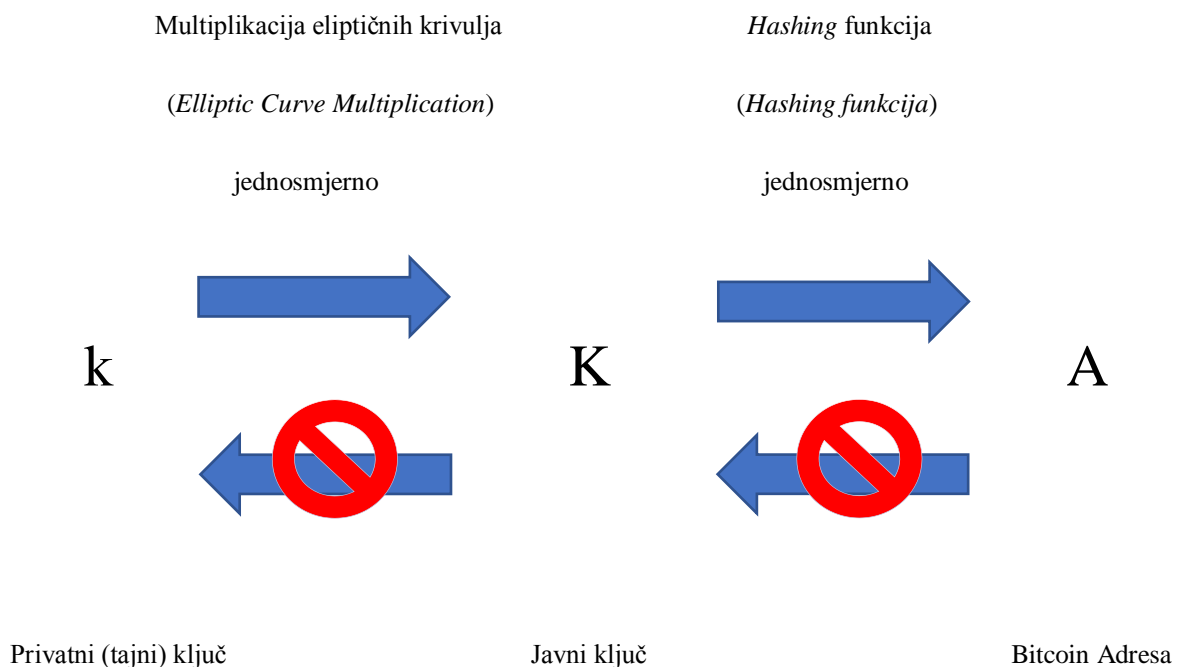 Multiplikacija eliptičnih krivulja
(Elliptic Curve Multiplication)
jednosmjerno
Hashing funkcija
(Hashing funkcija)
jednosmjerno
k
K
A
Privatni (tajni) ključ
Javni ključ
Bitcoin Adresa